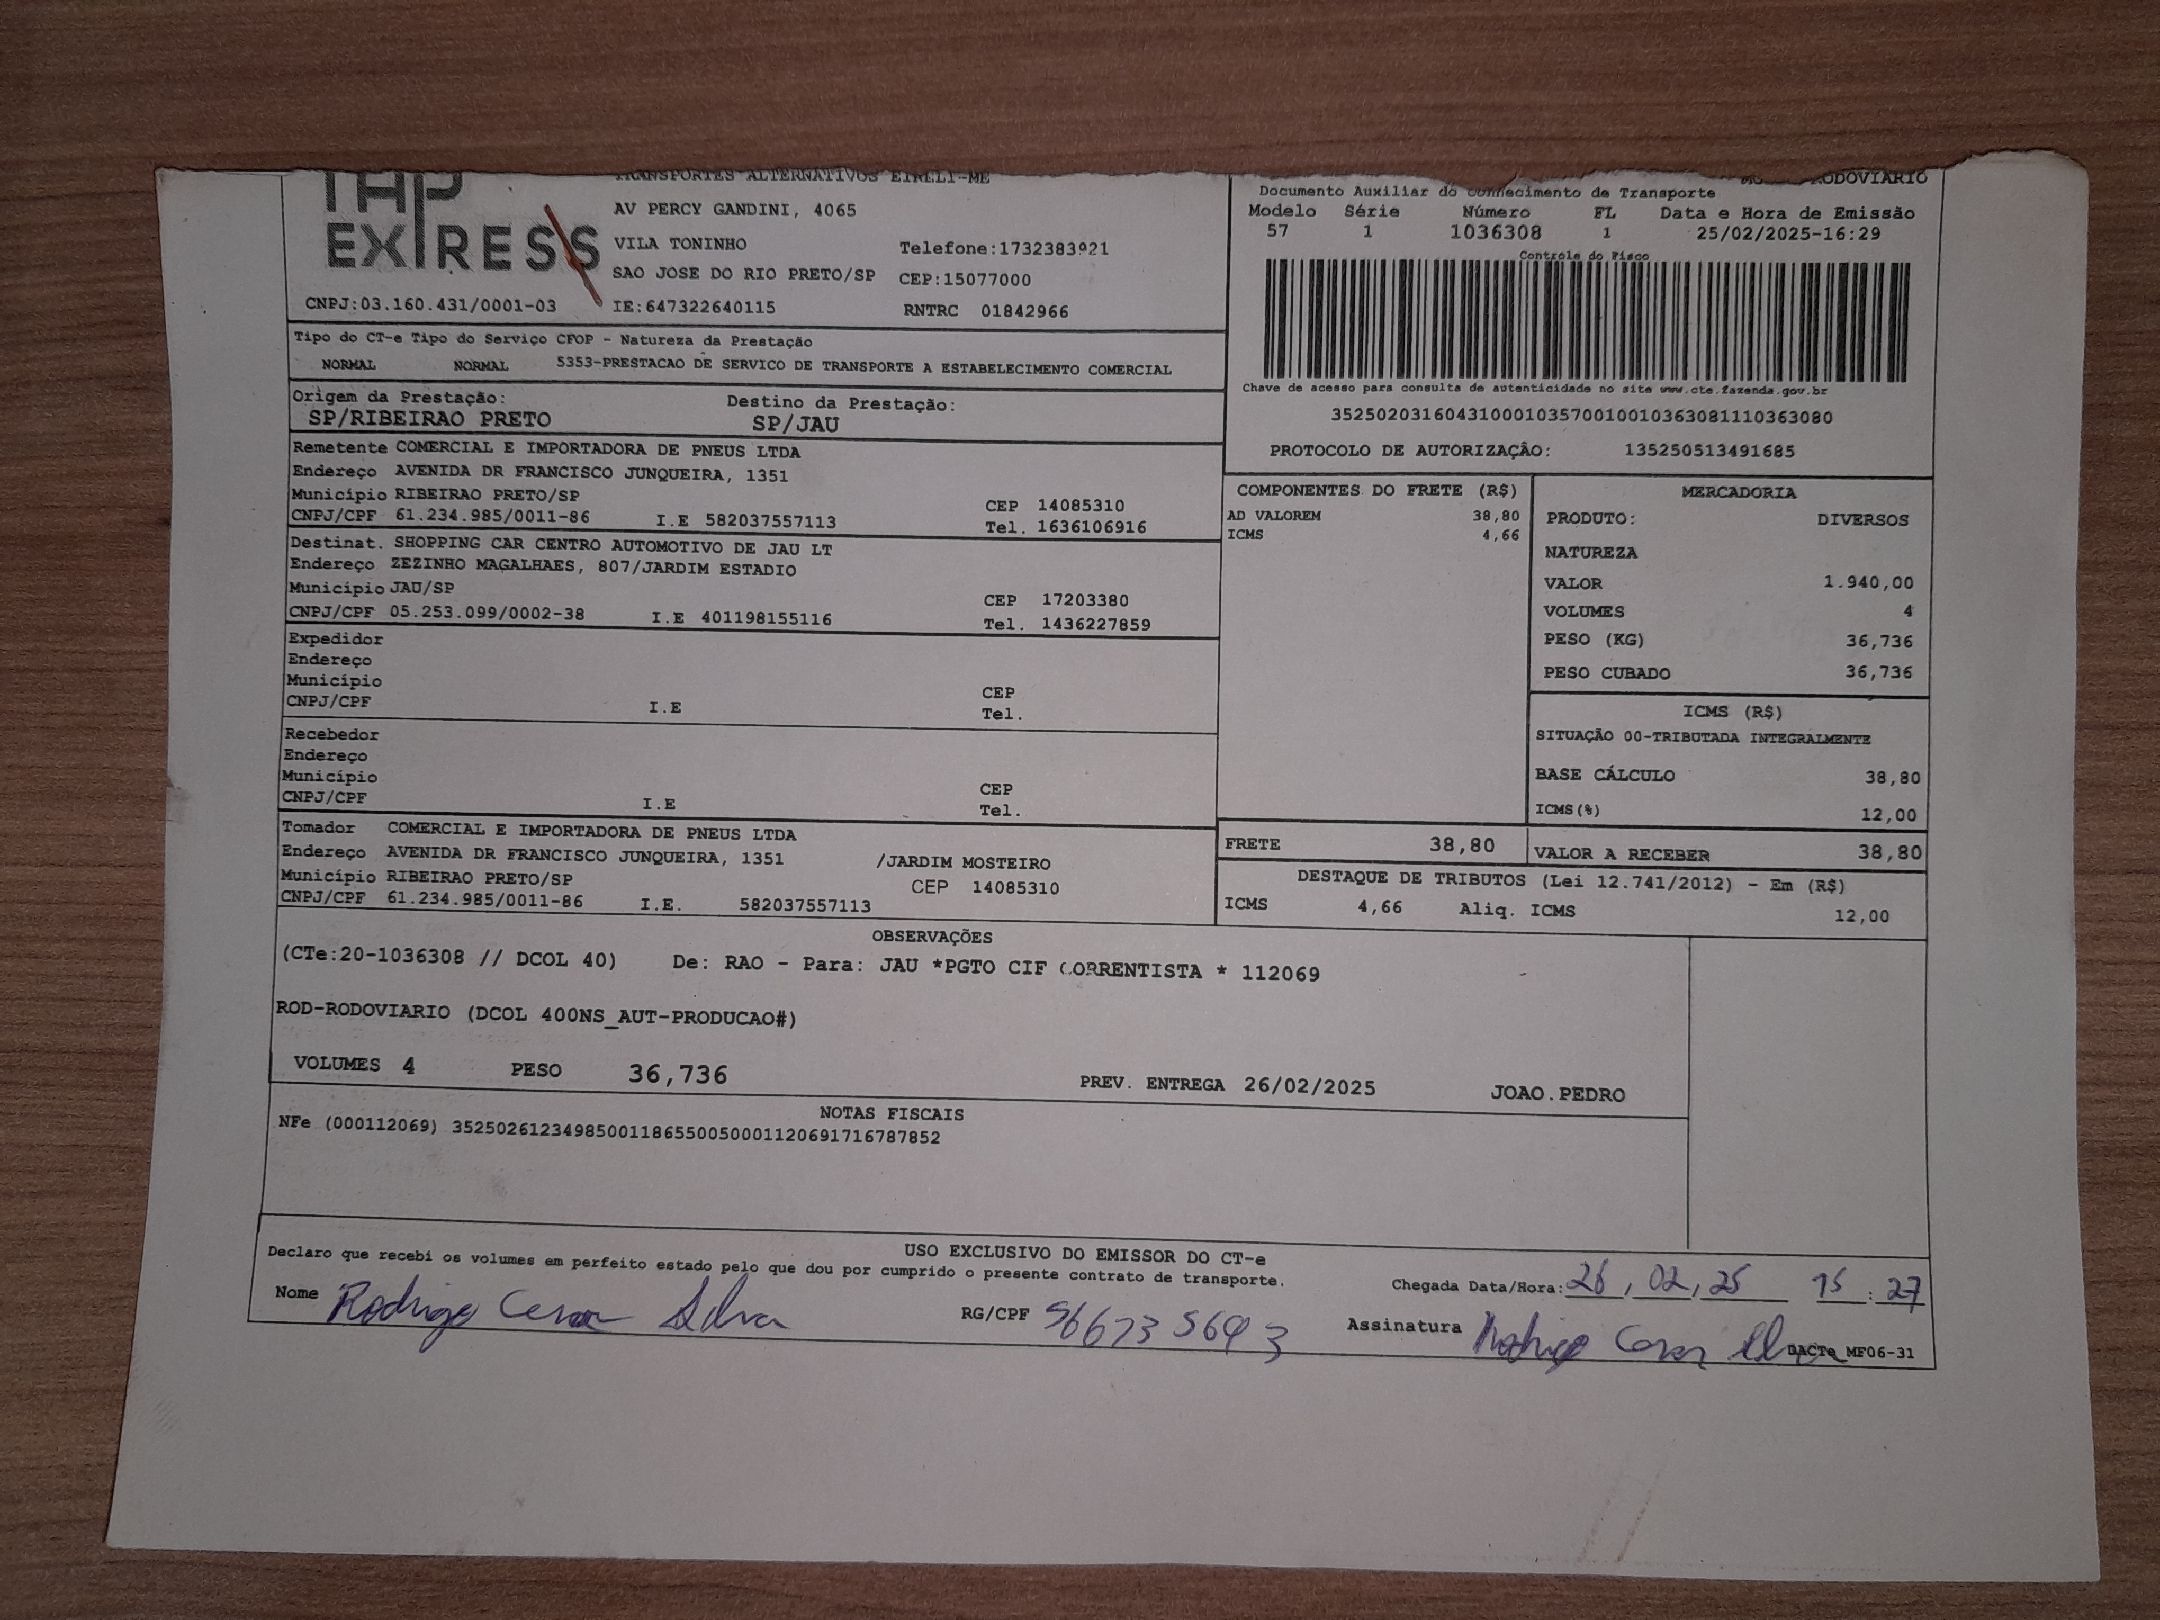 TAP
EXPRESS
TRANSPORTES ALTERNATIVOS EIRELI-ME
AV PERCY GANDINI, 4065
VILA TONINHO Telefone:1732383921
SAO JOSE DO RIO PRETO/SP CEP:15077000
CNPJ:03.160.431/0001-03 IE:647322640115 RNTRC 01842966
RODOVIARIO
Documento Auxiliar do Conhecimento de Transporte
Modelo Série Número FL Data e Hora de Emissão
57 1 1036308 1 25/02/2025-16:29
Controle do Fisco
Chave de acesso para consulta de autenticidade no site www.cte.fazenda.gov.br
35250203160431000103570010010363081110363080
PROTOCOLO DE AUTORIZAÇÂO: 135250513491685
Tipo do CT-e Tipo do Serviço CFOP - Natureza da Prestação
NORMAL NORMAL 5353-PRESTACAO DE SERVICO DE TRANSPORTE A ESTABELECIMENTO COMERCIAL
Origem da Prestação: Destino da Prestação:
SP/RIBEIRAO PRETO SP/JAU
Remetente COMERCIAL E IMPORTADORA DE PNEUS LTDA
Endereço AVENIDA DR FRANCISCO JUNQUEIRA, 1351
Município RIBEIRAO PRETO/SP CEP 14085310
CNPJ/CPF 61.234.985/0011-86 I.E 582037557113 Tel. 1636106916
Destinat. SHOPPING CAR CENTRO AUTOMOTIVO DE JAU LT
Endereço ZEZINHO MAGALHAES, 807/JARDIM ESTADIO
Município JAU/SP CEP 17203380
CNPJ/CPF 05.253.099/0002-38 I.E 401198155116 Tel. 1436227859
Expedidor
Endereço
Município CEP
CNPJ/CPF I.E Tel.
Recebedor
Endereço
Município CEP
CNPJ/CPF I.E Tel.
Tomador COMERCIAL E IMPORTADORA DE PNEUS LTDA
Endereço AVENIDA DR FRANCISCO JUNQUEIRA, 1351 /JARDIM MOSTEIRO
Município RIBEIRAO PRETO/SP CEP 14085310
CNPJ/CPF 61.234.985/0011-86 I.E. 582037557113
COMPONENTES DO FRETE (R$)
AD VALOREM 38,80
ICMS 4,66
MERCADORIA
PRODUTO: DIVERSOS
NATUREZA
VALOR 1.940,00
VOLUMES 4
PESO (KG) 36,736
PESO CUBADO 36,736
ICMS (R$)
SITUAÇÃO 00-TRIBUTADA INTEGRALMENTE
BASE CÁLCULO 38,80
ICMS(%) 12,00
FRETE 38,80 VALOR A RECEBER 38,80
DESTAQUE DE TRIBUTOS (Lei 12.741/2012) - Em (R$)
ICMS 4,66 Aliq. ICMS 12,00
OBSERVAÇÕES
(CTe:20-1036308 // DCOL 40) De: RAO - Para: JAU *PGTO CIF CORRENTISTA * 112069
ROD-RODOVIARIO (DCOL 400NS_AUT-PRODUCAO#)
VOLUMES 4 PESO 36,736 PREV. ENTREGA 26/02/2025 JOAO.PEDRO
NOTAS FISCAIS
NFe (000112069) 35250261234985001186550050001120691716787852
USO EXCLUSIVO DO EMISSOR DO CT-e
Declaro que recebi os volumes em perfeito estado pelo que dou por cumprido o presente contrato de transporte.
Chegada Data/Hora: 26, 02, 25 15 : 27
Nome Rodrigo Cesar Silva RG/CPF Assinatura Rodrigo Cesar Silva
DACTe MF06-31